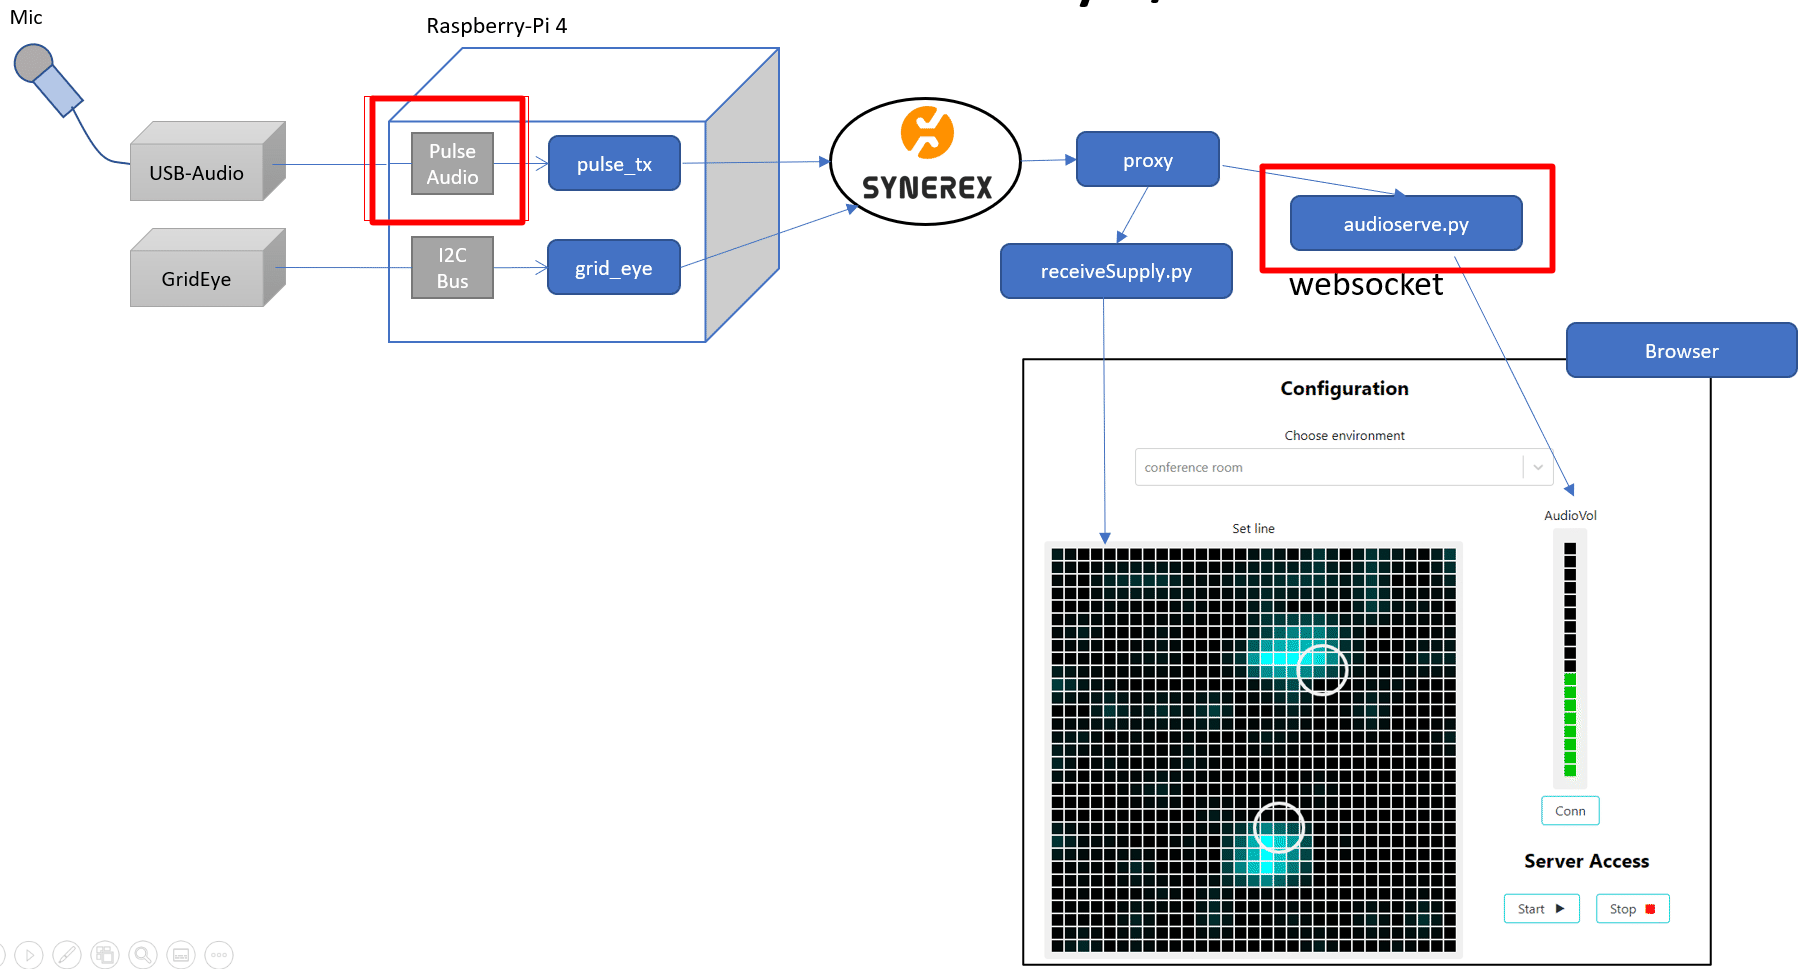 Mic
Raspberry-Pi 4
USB-Audio
Pulse
Audio
pulse_tx
SYNEREX
proxy
audioserve.py
websocket
GridEye
I2C
Bus
grid_eye
receiveSupply.py
Browser
Configuration
Choose environment
conference room
Set line
AudioVol
Conn
Server Access
Start
Stop